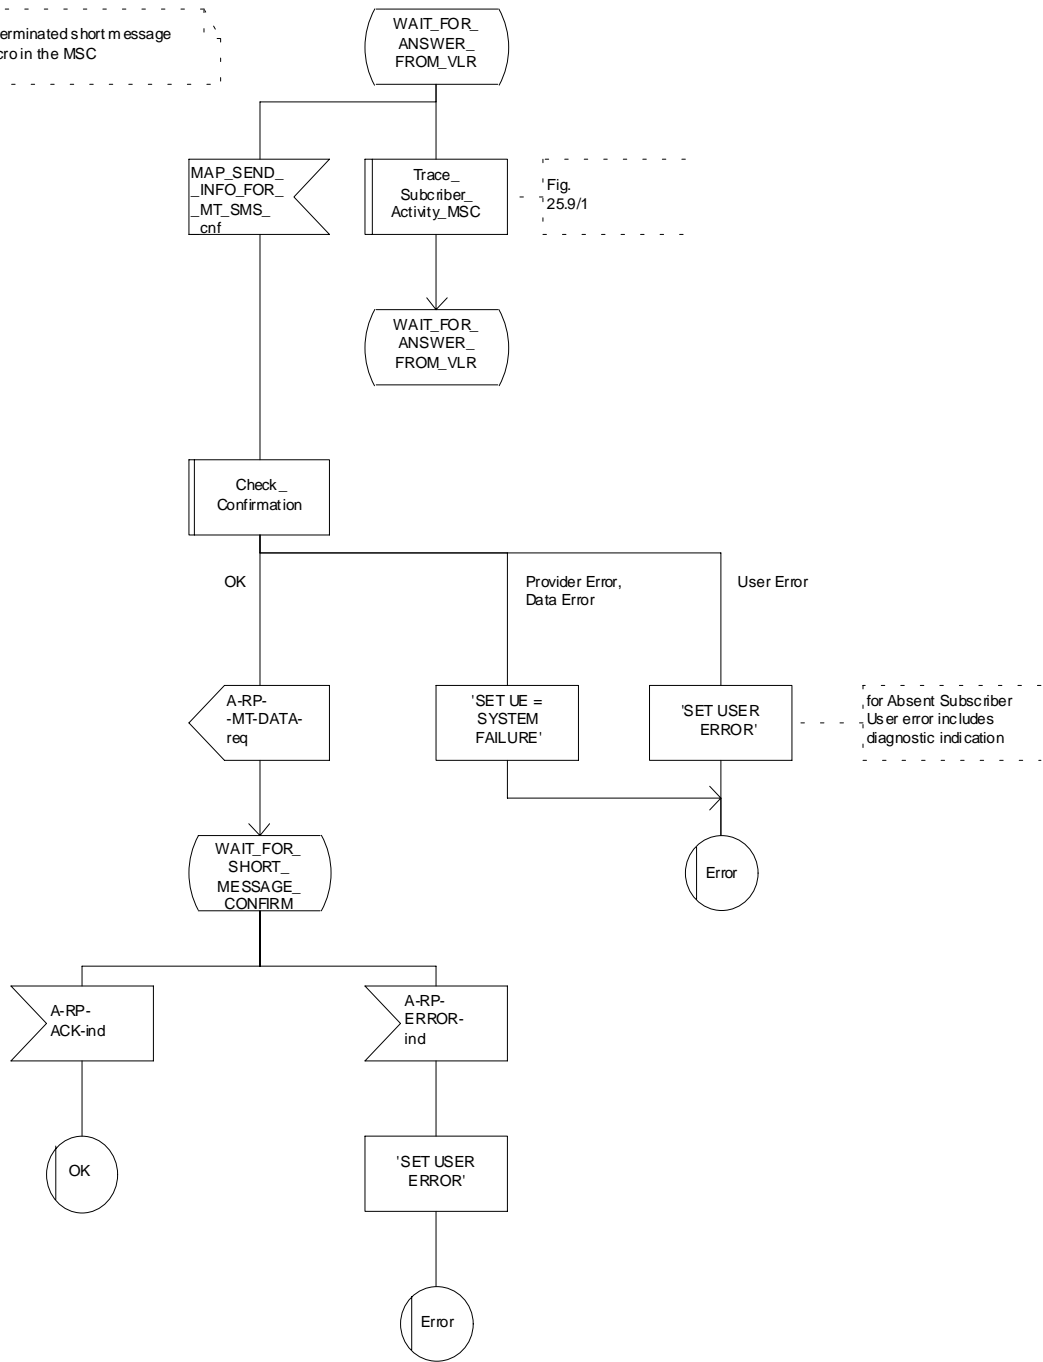 erminated short message
cro in the MSC
WAIT_FOR_
ANSWER_
FROM_VLR
MAP_SEND_
_INFO_FOR_
_MT_SMS_
cnf
Trace_
Subcriber_
Activity_MSC
Fig.
25.9/1
WAIT_FOR_
ANSWER_
FROM_VLR
Check_
Confirmation
OK
Provider Error,
Data Error
User Error
A-RP-
-MT-DATA-
req
'SET UE =
SYSTEM
FAILURE'
'SET USER
ERROR'
for Absent Subscriber
User error includes
diagnostic indication
WAIT_FOR_
SHORT_
MESSAGE_
CONFIRM
Error
A-RP-
ACK-ind
A-RP-
ERROR-
ind
OK
'SET USER
ERROR'
Error